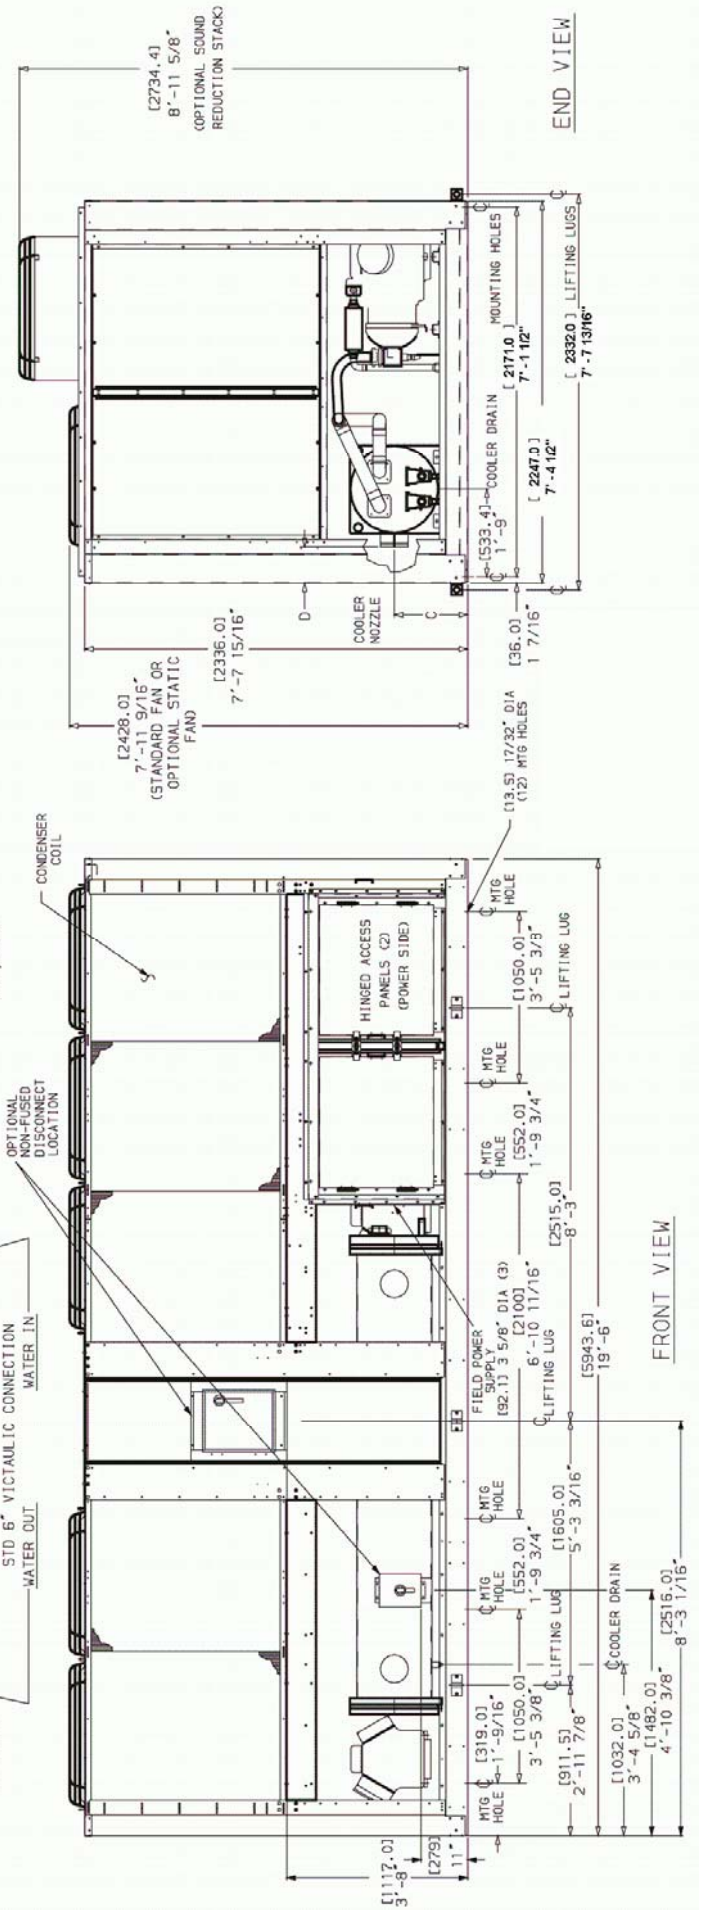 STD 6" VICTAULIC CONNECTION
WATER OUT
WATER IN
OPTIONAL
NON-FUSED
DISCONNECT
LOCATION
CONDENSER
COIL
HINGED ACCESS
PANELS (2)
(POWER SIDE)
[1117.0]
3'-8"
[279]
11"
MTG
HOLE
[319.0]
1'-9/16"
[1050.0]
3'-5 3/8"
MTG
HOLE
[552.0]
1'-9 3/4"
MTG
HOLE
FIELD POWER
SUPPLY
[92.1] 3 5/8" DIA (3)
[2100]
6'-10 11/16"
MTG
HOLE
[552.0]
1'-9 3/4"
MTG
HOLE
[1050.0]
3'-5 3/8"
MTG
HOLE
[13.5] 17/32" DIA
(12) MTG HOLES
[911.5]
2'-11 7/8"
LIFTING LUG
[1605.0]
5'-3 3/16"
LIFTING LUG
[2515.0]
8'-3"
LIFTING LUG
[1032.0]
3'-4 5/8"
COOLER DRAIN
[1482.0]
4'-10 3/8"
[2516.0]
8'-3 1/16"
[5943.6]
19'-6"
FRONT VIEW
[2428.0]
7'-11 9/16"
(STANDARD FAN OR
OPTIONAL STATIC
FAN)
[2336.0]
7'-7 15/16"
D
COOLER
NOZZLE
C
[36.0]
1 7/16"
[533.4]
1'-9"
COOLER DRAIN
[ 2171.0 ]
7'-1 1/2"
MOUNTING HOLES
[ 2247.0 ]
7'-4 1/2"
[ 2332.0 ] LIFTING LUGS
7'-7 13/16"
[2734.4]
8'-11 5/8"
(OPTIONAL SOUND
REDUCTION STACK)
END VIEW